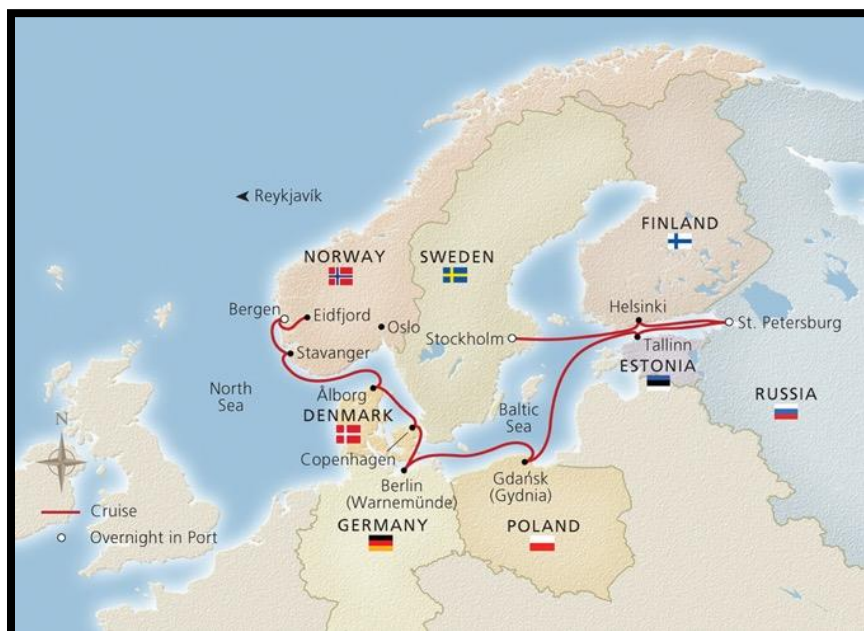 Reykjavík
FINLAND
NORWAY
SWEDEN
Bergen
Eidfjord
Helsinki
Oslo
St. Petersburg
Stockholm
Stavanger
Tallinn
ESTONIA
North
Sea
Ålborg
RUSSIA
DENMARK
Baltic
Sea
N
Copenhagen
Berlin
(Warnemünde)
Gdańsk
(Gydnia)
Cruise
GERMANY
POLAND
Overnight in Port